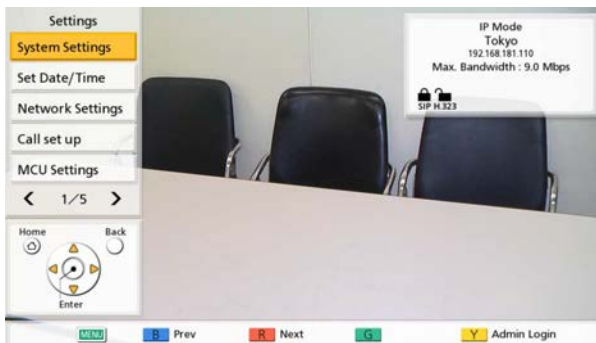 Settings
System Settings
Set Date/Time
Network Settings
Call set up
MCU Settings
1/5
Home
Back
Enter
IP Mode
Tokyo
192.168.181.110
Max. Bandwidth : 9.0 Mbps
SIP H.323
MENU
B Prev
R Next
G
Y Admin Login